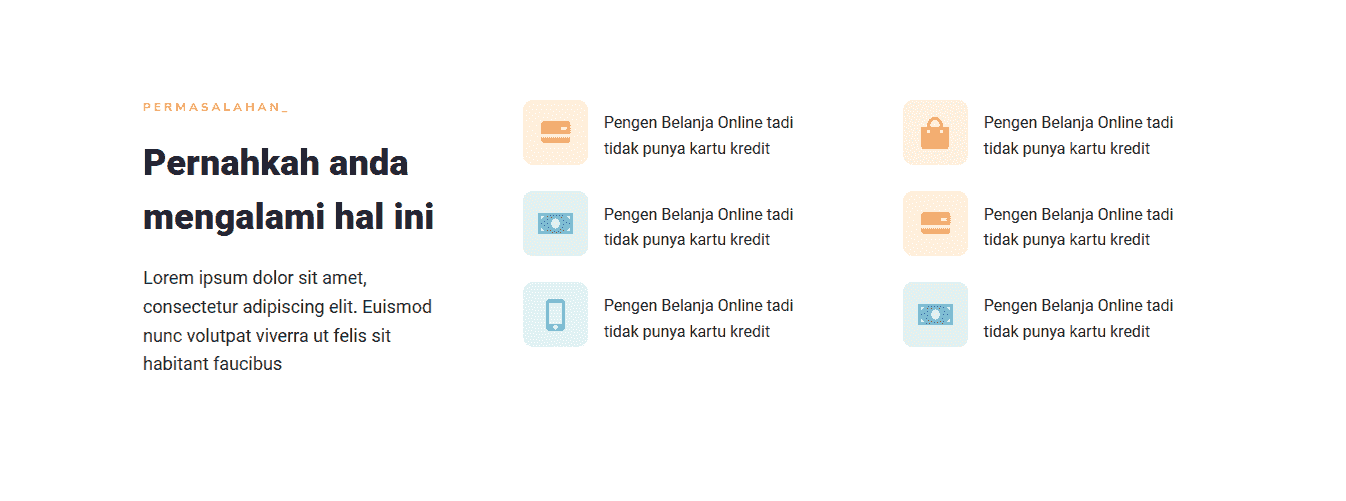 PERMASALAHAN_
Pernahkah anda
mengalami hal ini
Lorem ipsum dolor sit amet,
consectetur adipiscing elit. Euismod
nunc volutpat viverra ut felis sit
habitant faucibus
Pengen Belanja Online tadi
tidak punya kartu kredit
Pengen Belanja Online tadi
tidak punya kartu kredit
Pengen Belanja Online tadi
tidak punya kartu kredit
Pengen Belanja Online tadi
tidak punya kartu kredit
Pengen Belanja Online tadi
tidak punya kartu kredit
Pengen Belanja Online tadi
tidak punya kartu kredit